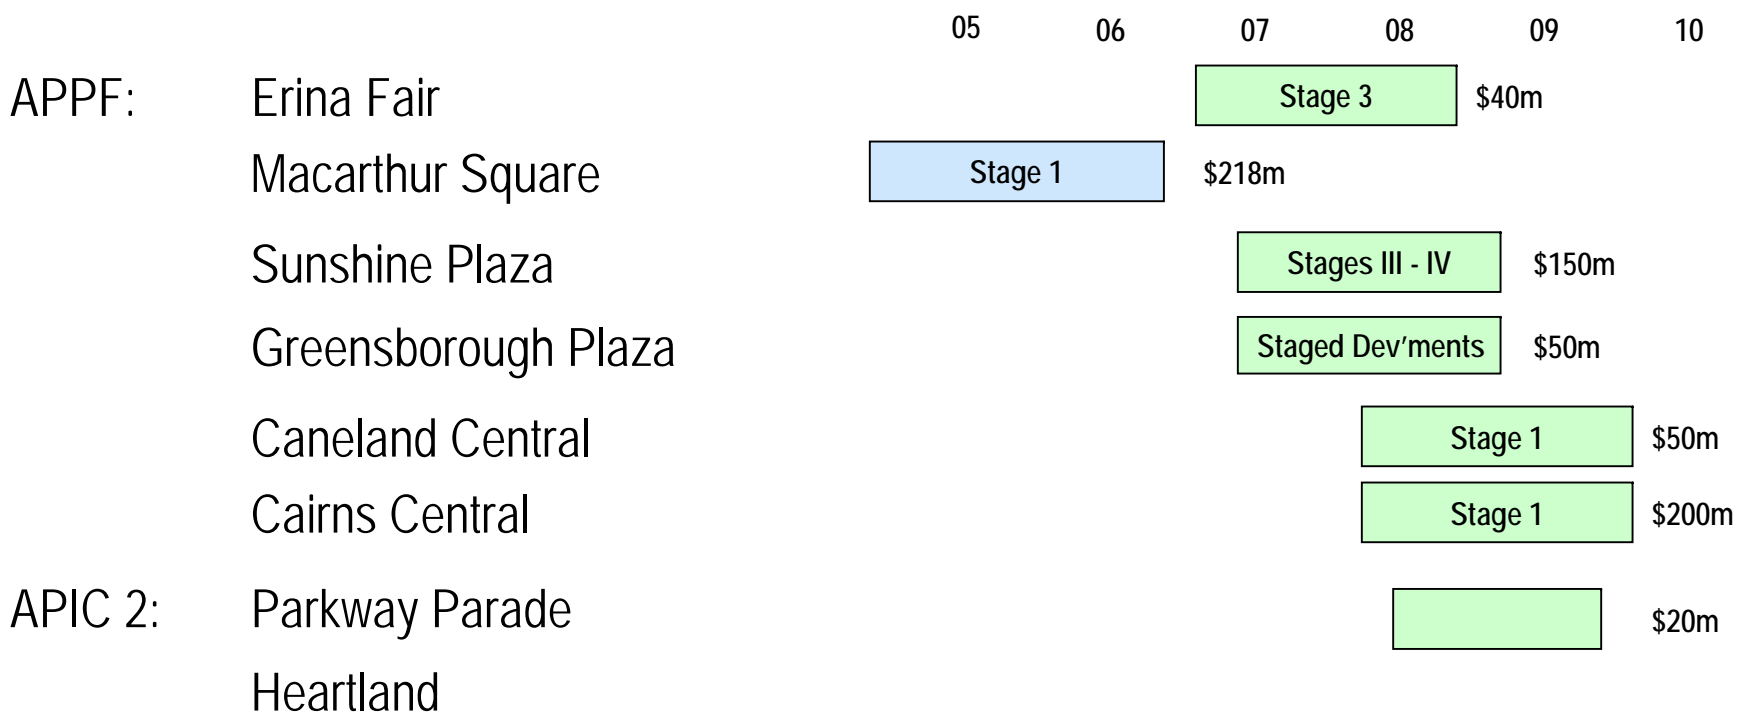 05 06 07 08 09 10
APPF: Erina Fair Stage 3 $40m
Macarthur Square Stage 1 $218m
Sunshine Plaza Stages III - IV $150m
Greensborough Plaza Staged Dev’ments $50m
Caneland Central Stage 1 $50m
Cairns Central Stage 1 $200m
APIC 2: Parkway Parade $20m
Heartland